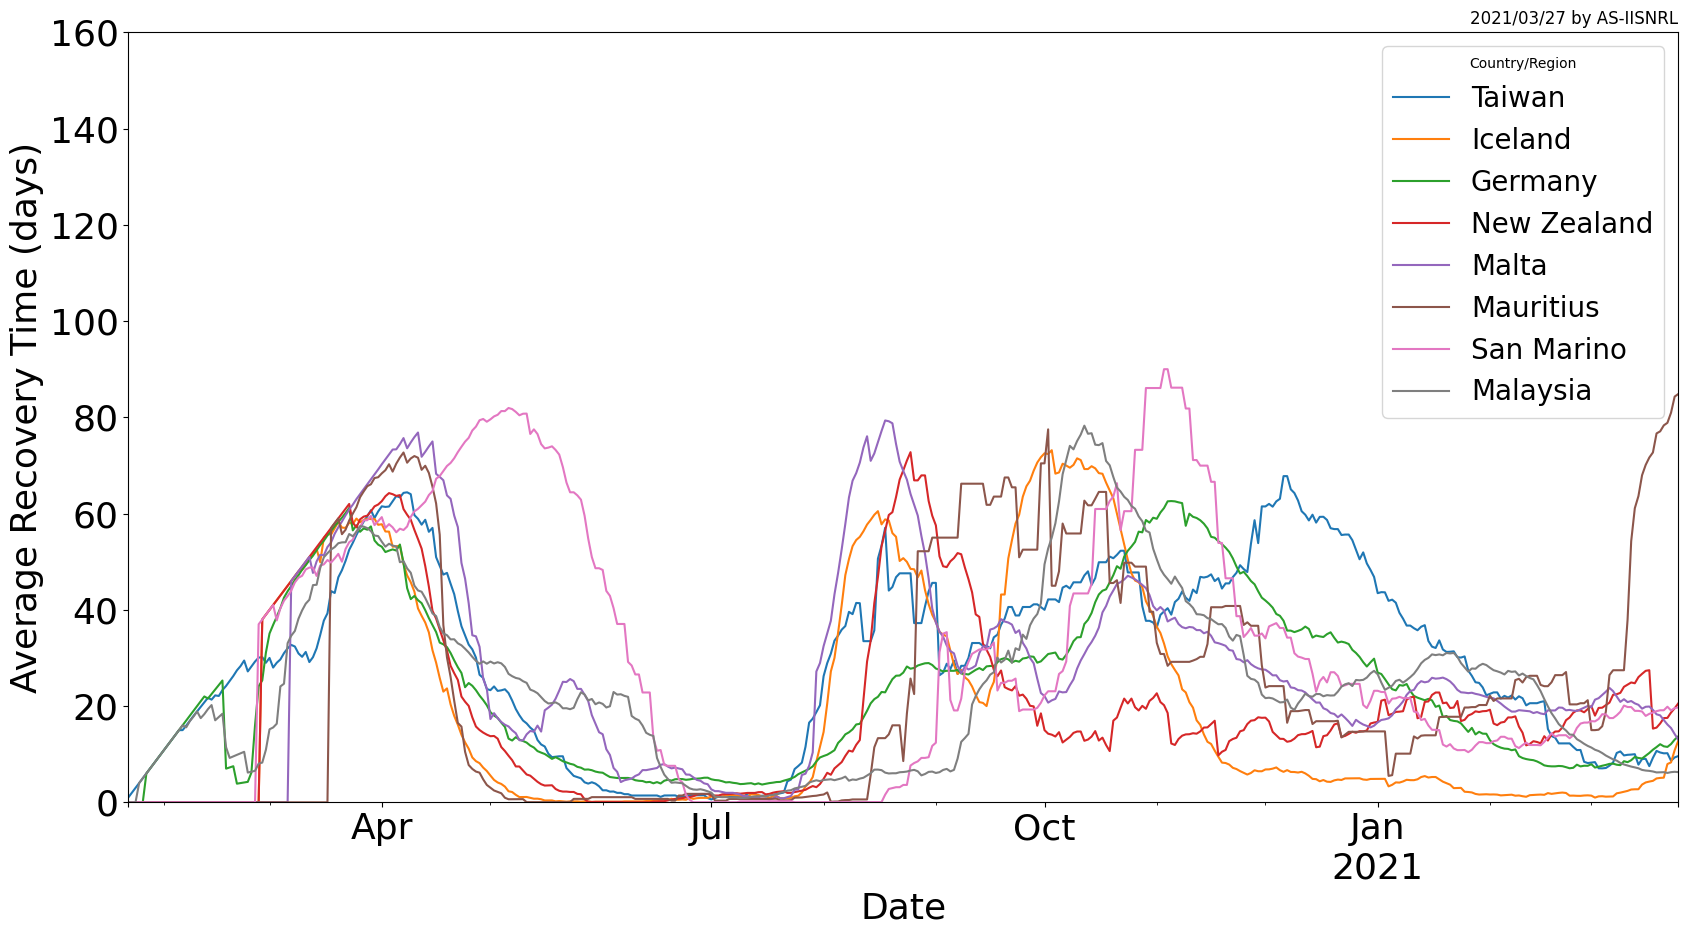 2021/03/27 by AS-IISNRL
Country/Region
Taiwan
Iceland
Germany
New Zealand
Malta
Mauritius
San Marino
Malaysia
Average Recovery Time (days)
160
140
120
100
80
60
40
20
0
Apr
Jul
Oct
Jan
2021
Date